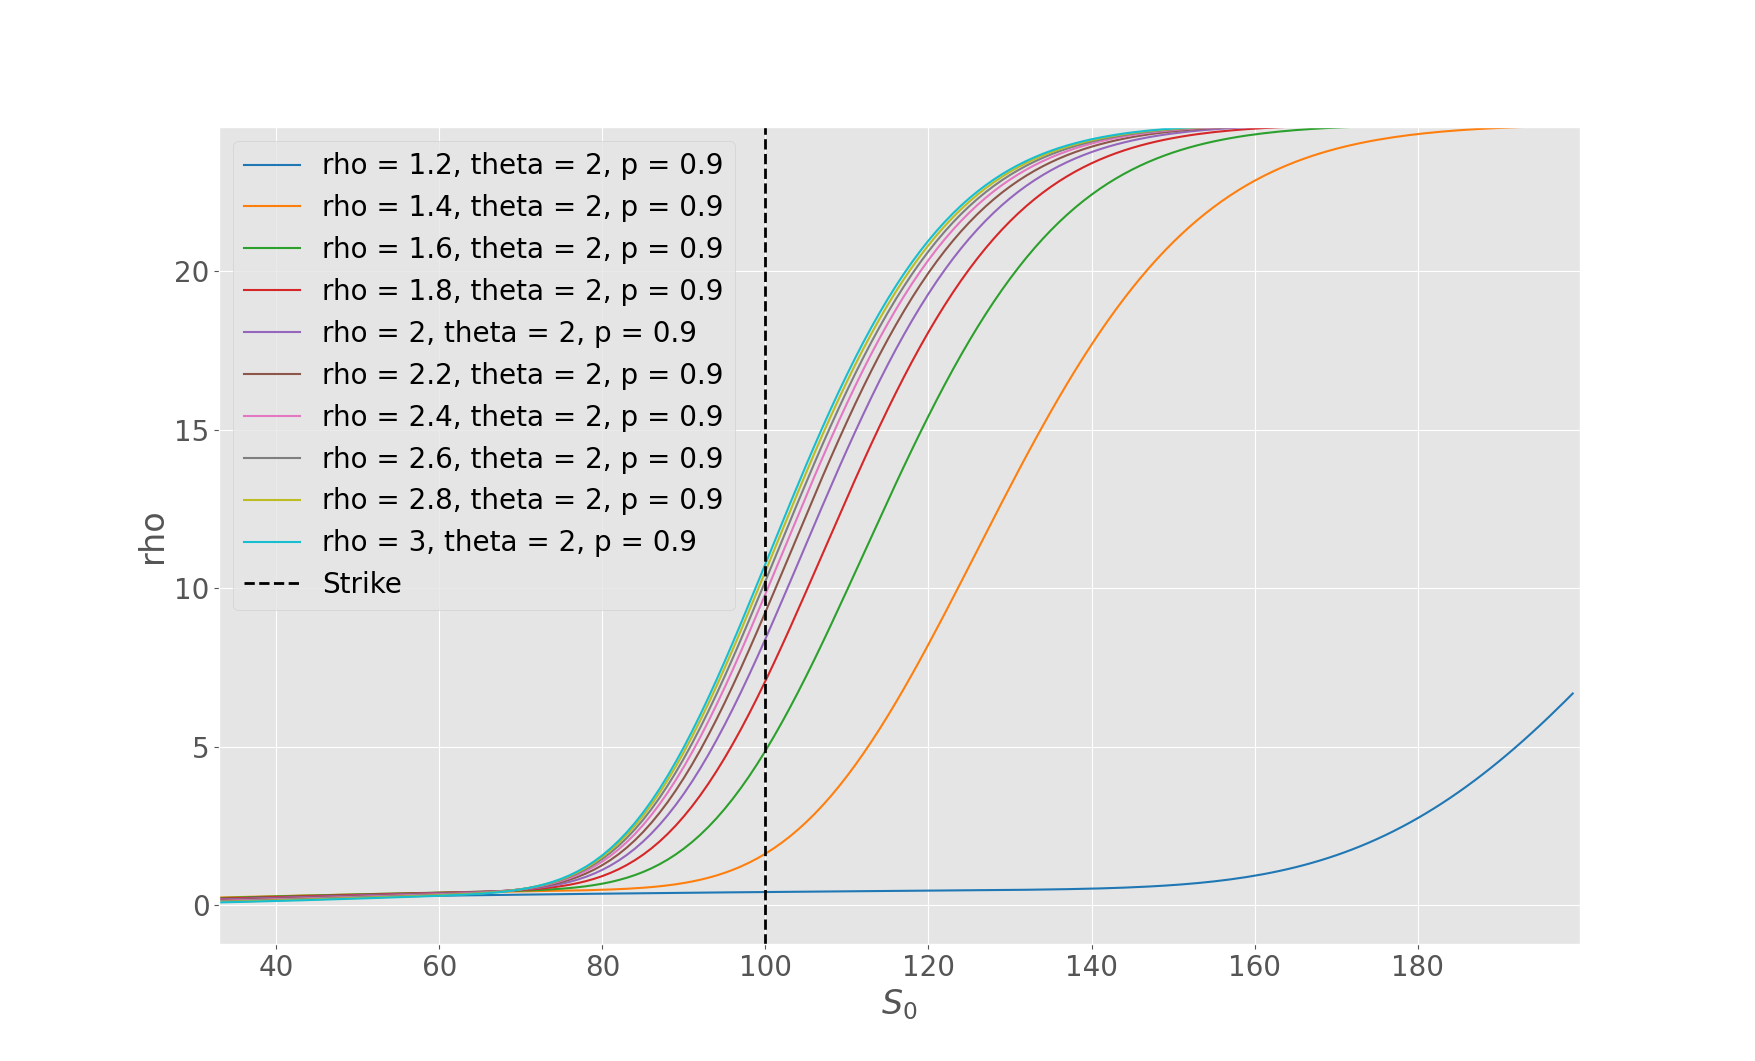 rho = 1.2, theta = 2, p = 0.9
rho = 1.4, theta = 2, p = 0.9
rho = 1.6, theta = 2, p = 0.9
rho = 1.8, theta = 2, p = 0.9
rho = 2, theta = 2, p = 0.9
rho = 2.2, theta = 2, p = 0.9
rho = 2.4, theta = 2, p = 0.9
rho = 2.6, theta = 2, p = 0.9
rho = 2.8, theta = 2, p = 0.9
rho = 3, theta = 2, p = 0.9
Strike
rho
20
15
10
5
0
40 60 80 100 120 140 160 180
S₀